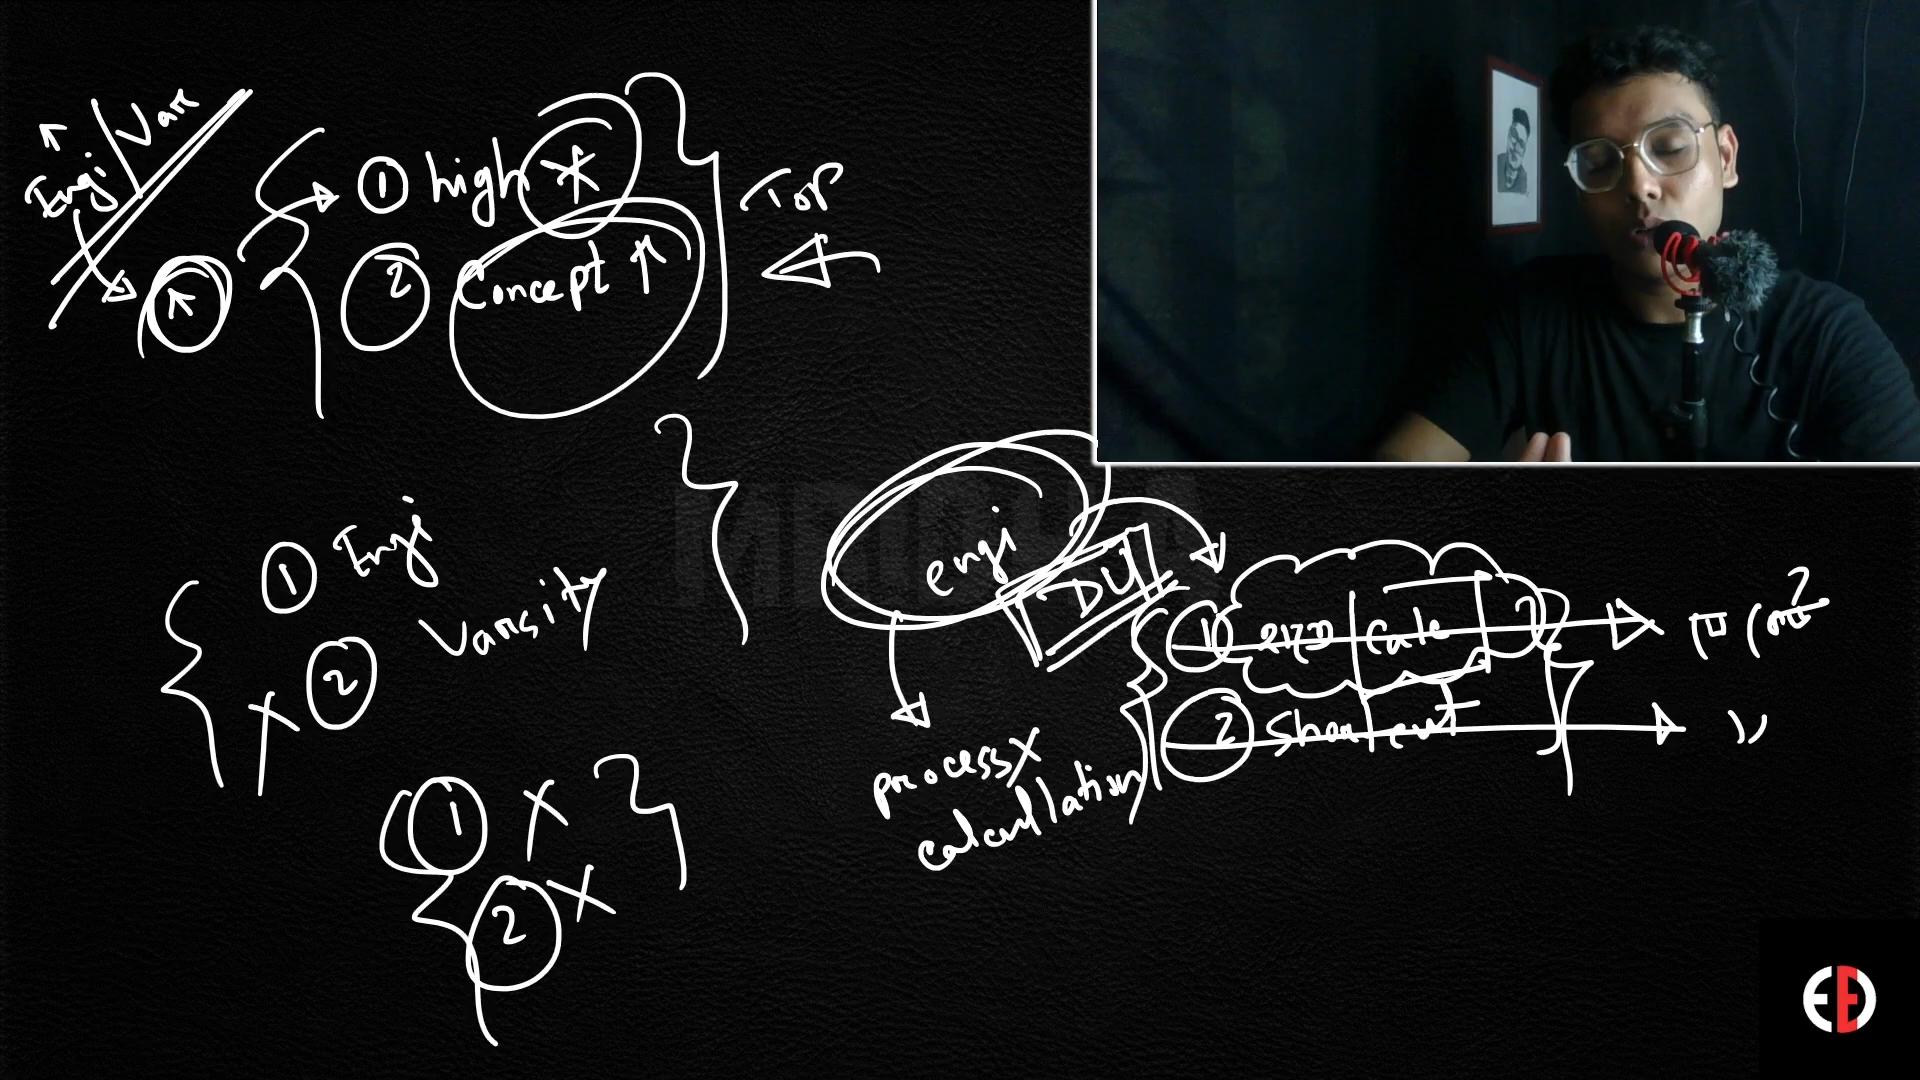 Engi/Var
① high
② Concept ↑
Top
① Engi
② Varsity
engi
DU
① হাতে Calc
② Shortcut
process
calculation
① X
② X